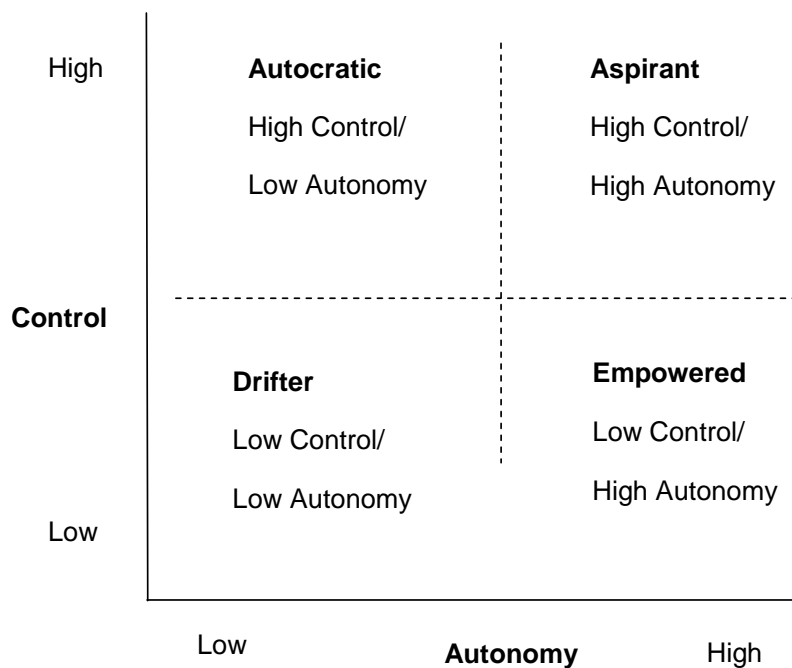 High
Autocratic
High Control/
Low Autonomy
Aspirant
High Control/
High Autonomy
Control
Drifter
Low Control/
Low Autonomy
Empowered
Low Control/
High Autonomy
Low
Low
Autonomy
High